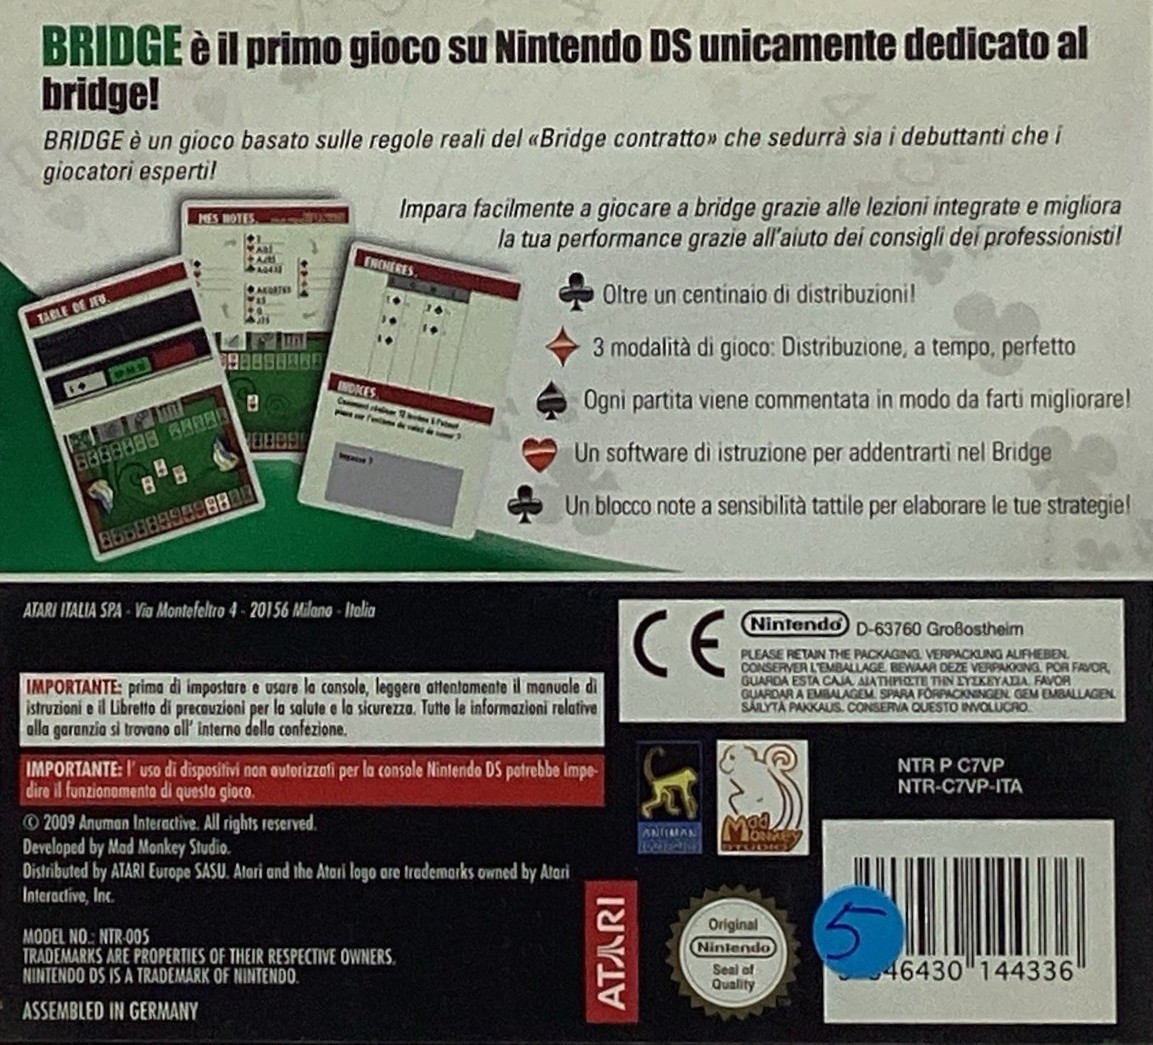 BRIDGE è il primo gioco su Nintendo DS unicamente dedicato al
bridge!
BRIDGE è un gioco basato sulle regole reali del «Bridge contratto» che sedurrà sia i debuttanti che i
giocatori esperti!
Impara facilmente a giocare a bridge grazie alle lezioni integrate e migliora
la tua performance grazie all'aiuto dei consigli dei professionisti!
MES NOTES
TABLE DE JEU
ENCHÈRES
INDICES
Oltre un centinaio di distribuzioni!
3 modalità di gioco: Distribuzione, a tempo, perfetto
Ogni partita viene commentata in modo da farti migliorare!
Un software di istruzione per addentrarti nel Bridge
Un blocco note a sensibilità tattile per elaborare le tue strategie!
ATARI ITALIA SPA - Via Montefeltro 4 - 20156 Milano - Italia
IMPORTANTE: prima di impostare e usare la console, leggere attentamente il manuale di
istruzioni e il Libretto di precauzioni per la salute e la sicurezza. Tutte le informazioni relative
alla garanzia si trovano all' interno della confezione.
IMPORTANTE: l' uso di dispositivi non autorizzati per la console Nintendo DS potrebbe impe-
dire il funzionamento di questo gioco.
© 2009 Anuman Interactive. All rights reserved.
Developed by Mad Monkey Studio.
Distributed by ATARI Europe SASU. Atari and the Atari logo are trademarks owned by Atari
Interactive, Inc.
MODEL NO.: NTR-005
TRADEMARKS ARE PROPERTIES OF THEIR RESPECTIVE OWNERS.
NINTENDO DS IS A TRADEMARK OF NINTENDO.
ASSEMBLED IN GERMANY
CE
Nintendo D-63760 Großostheim
PLEASE RETAIN THE PACKAGING. VERPACKUNG AUFHEBEN.
CONSERVER L'EMBALLAGE. BEWAAR DEZE VERPAKKING. POR FAVOR,
GUARDA ESTA CAJA. ΔΙΑΤΗΡΗΣΤΕ ΤΗΝ ΣΥΣΚΕΥΑΣΙΑ. FAVOR
GUARDAR A EMBALAGEM. SPARA FÖRPACKNINGEN. GEM EMBALLAGEN.
SÄILYTÄ PAKKAUS. CONSERVA QUESTO INVOLUCRO.
ANUMAN
Mad
Monkey
STUDIO
NTR P C7VP
NTR-C7VP-ITA
ATARI
Original
Nintendo
Seal of
Quality
5
46430 144336